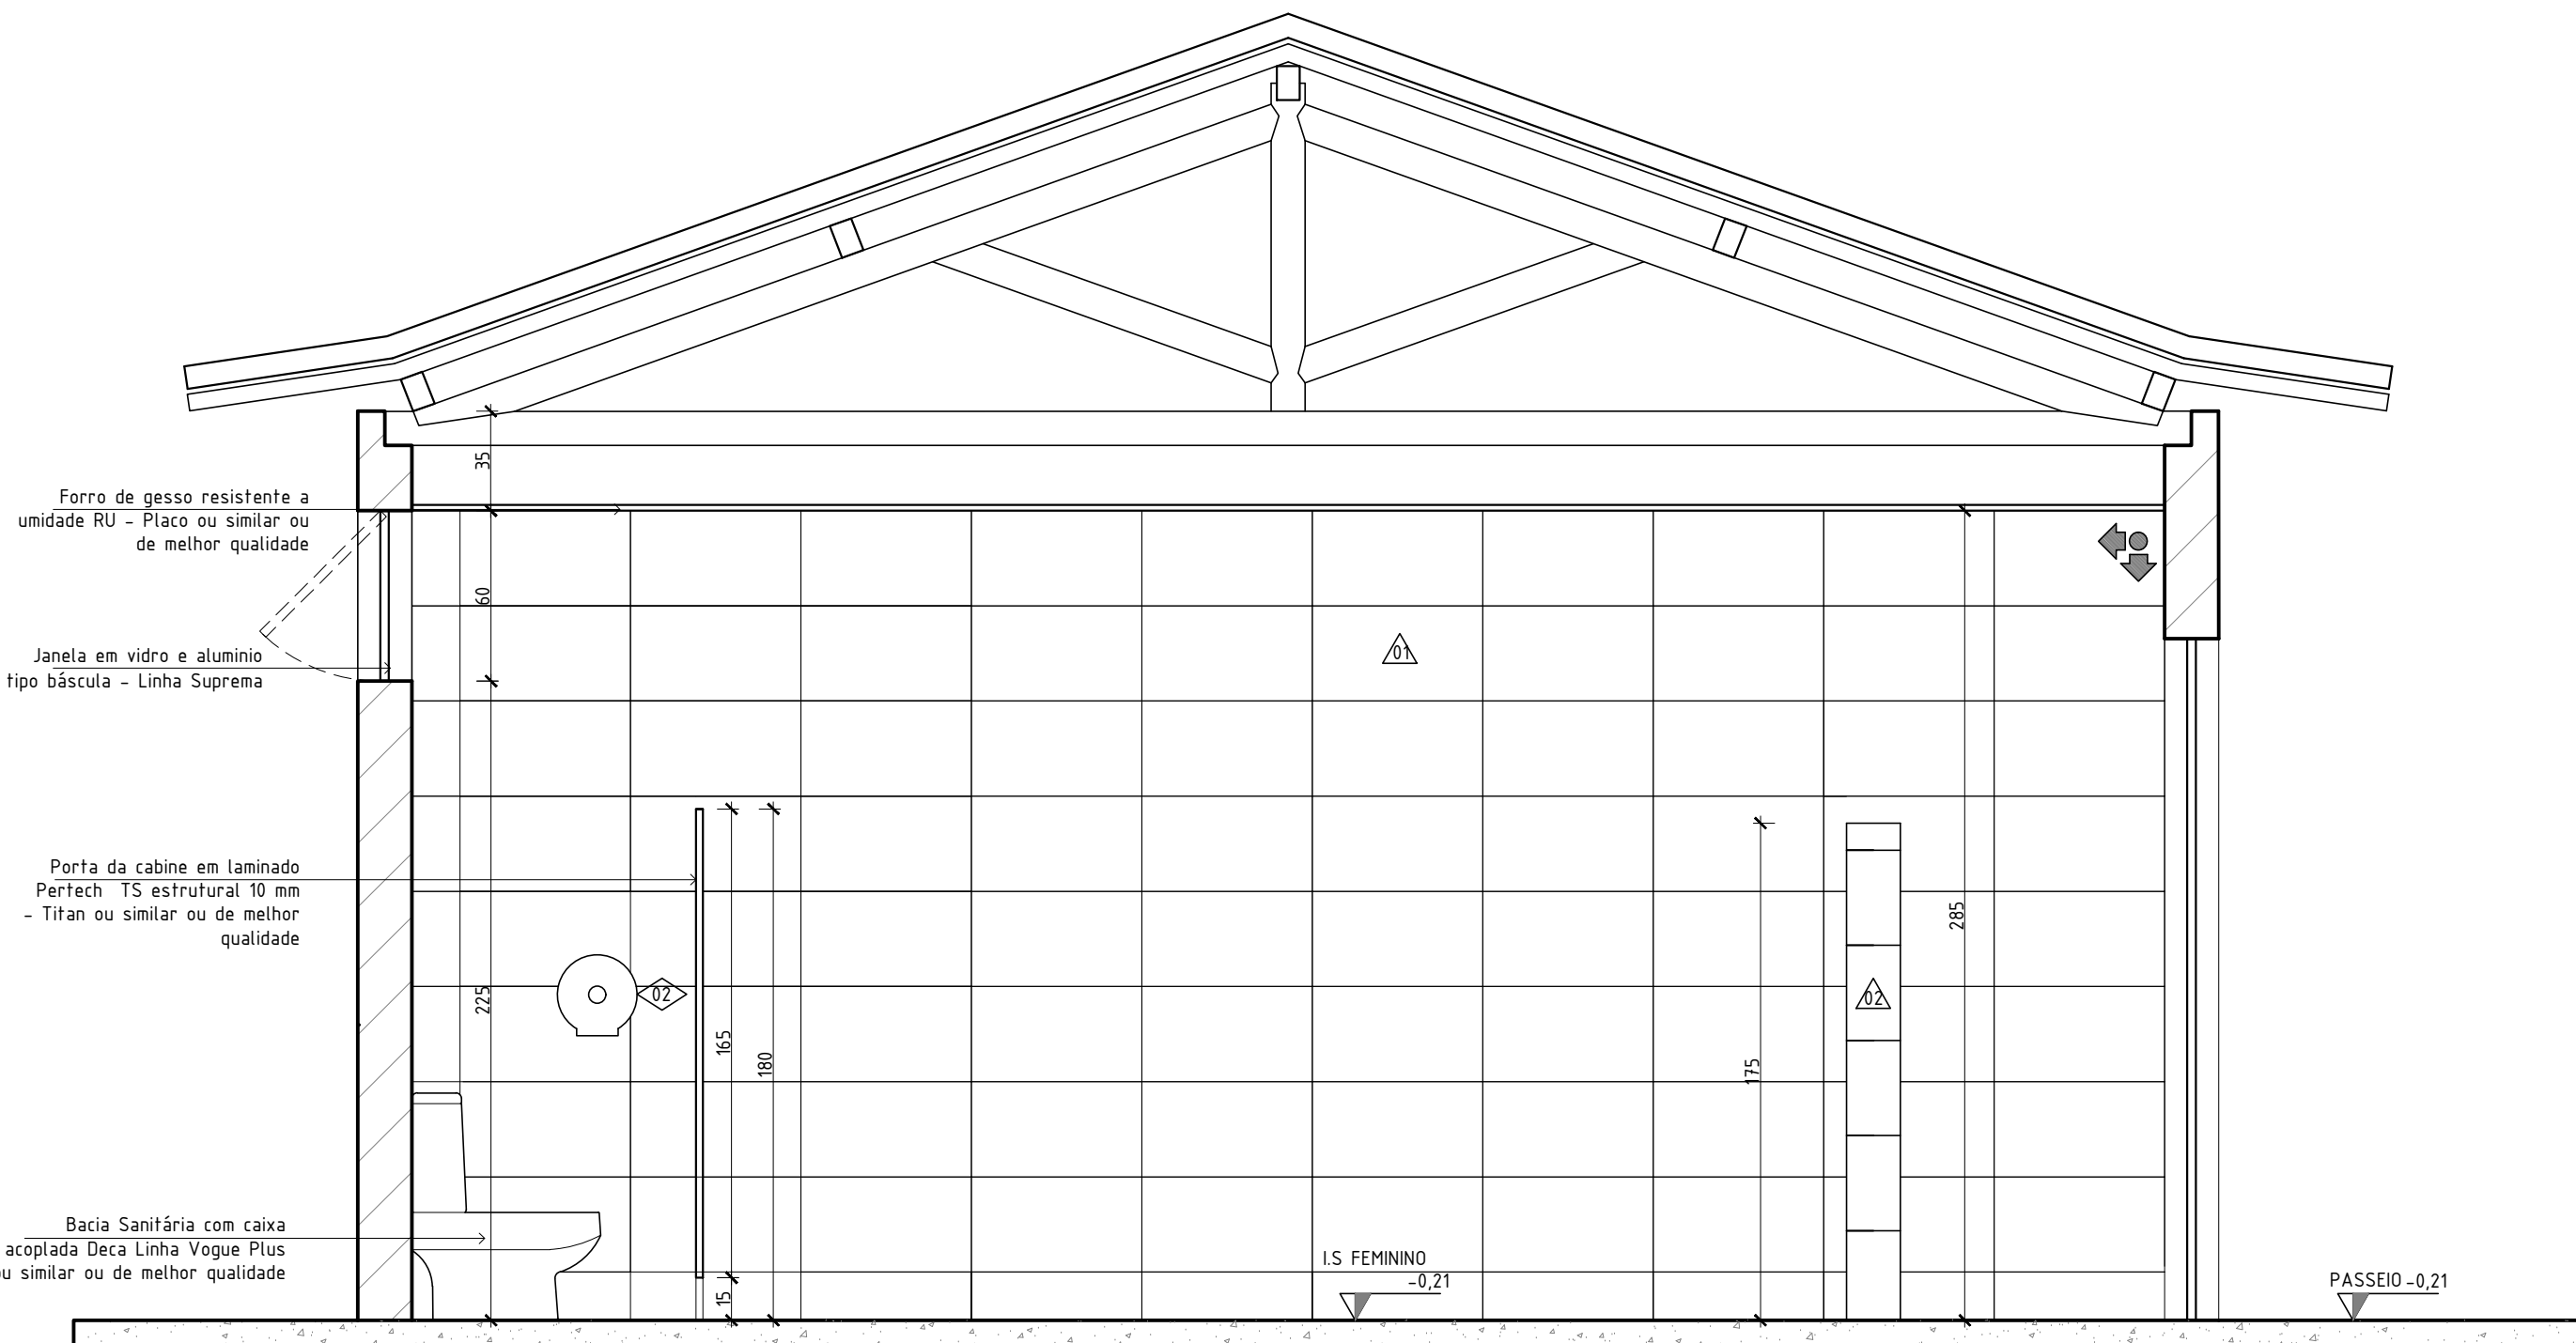 35
Forro de gesso resistente a
umidade RU - Placo ou similar ou
de melhor qualidade
60
01
Janela em vidro e aluminio
tipo báscula - Linha Suprema
Porta da cabine em laminado
Pertech TS estrutural 10 mm
- Titan ou similar ou de melhor
qualidade
285
225
02
02
165
180
175
Bacia Sanitária com caixa
acoplada Deca Linha Vogue Plus
ou similar ou de melhor qualidade
15
I.S FEMININO
-0,21
PASSEIO -0,21